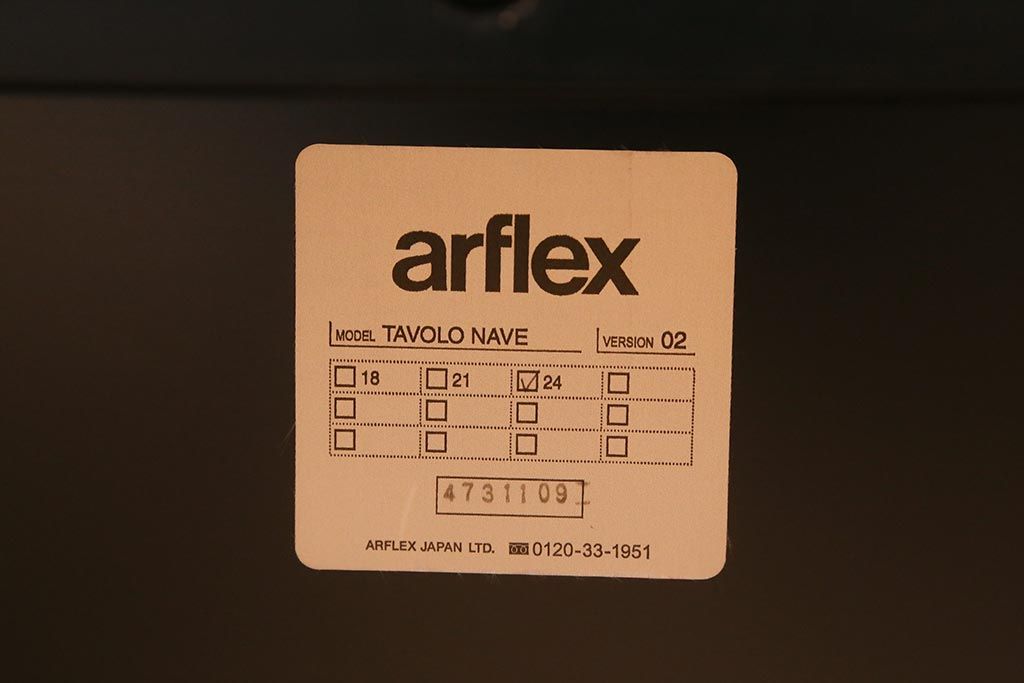 arflex
MODEL TAVOLO NAVE VERSION 02
18 21 24
4731109
ARFLEX JAPAN LTD. 0120-33-1951